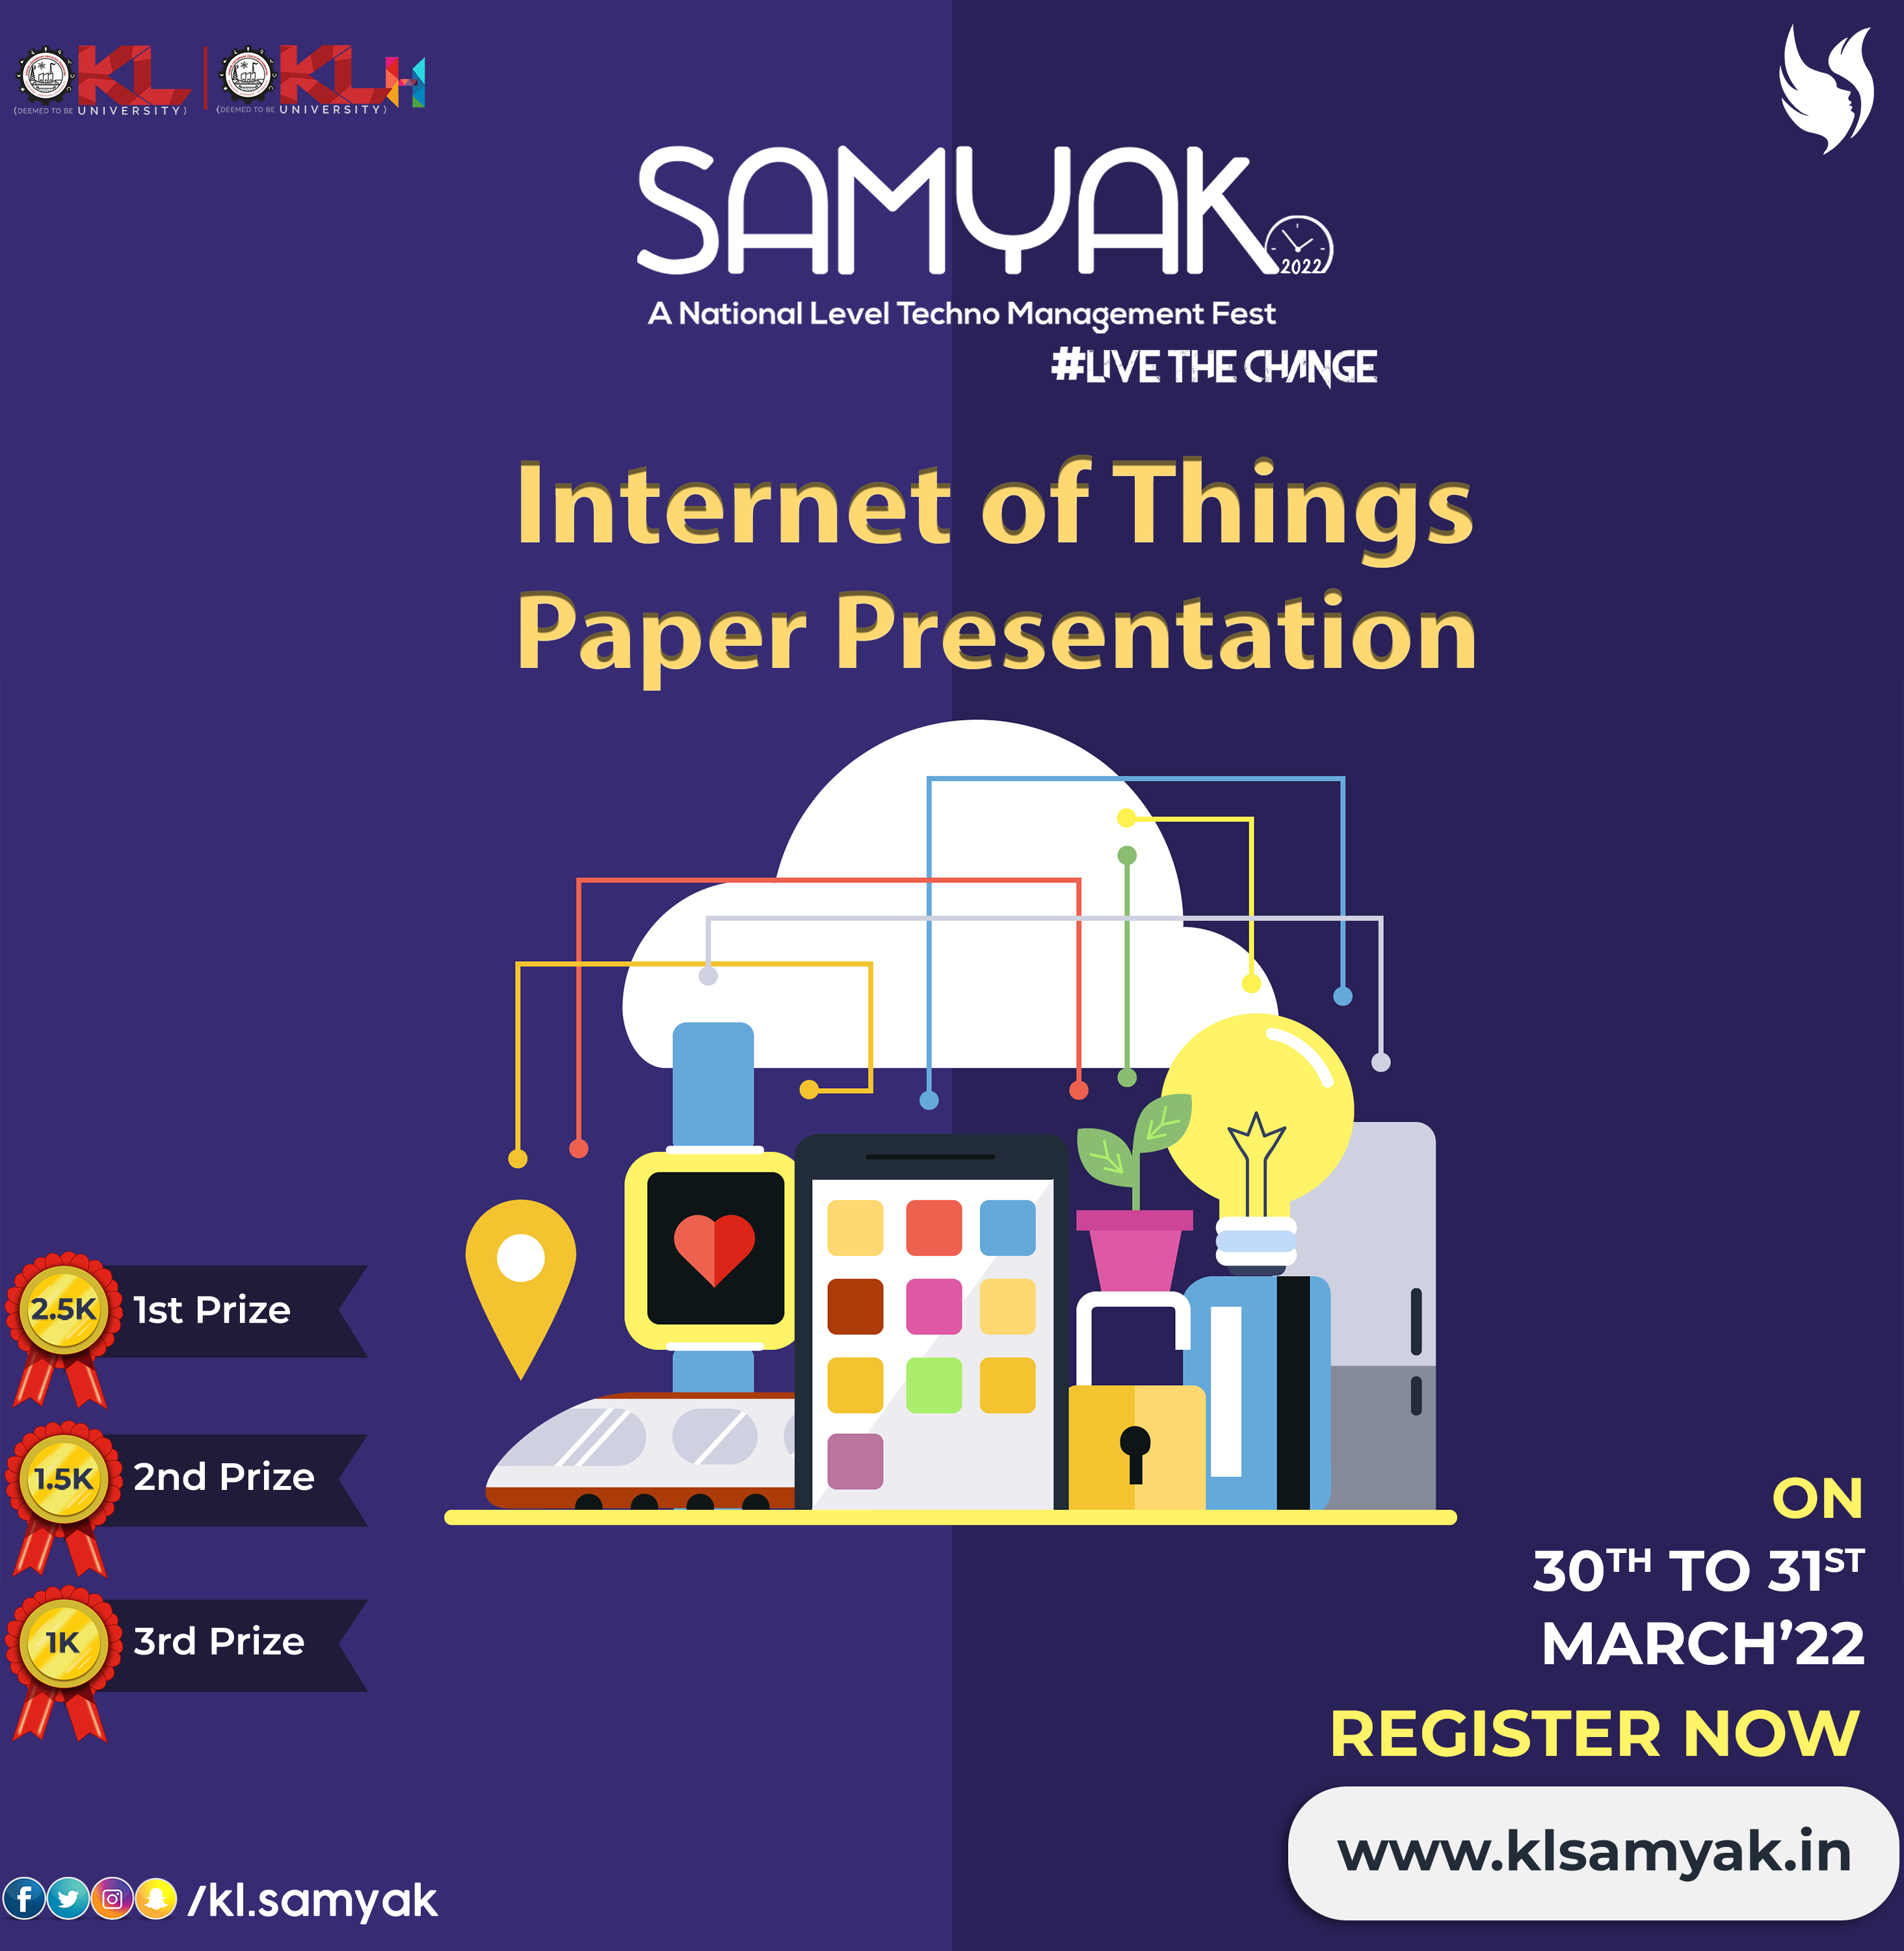 KL KLH
(DEEMED TO BE UNIVERSITY) (DEEMED TO BE UNIVERSITY)
SAMYAK
2022
A National Level Techno Management Fest
#LIVE THE CHANGE
Internet of Things
Paper Presentation
2.5K 1st Prize
1.5K 2nd Prize
1K 3rd Prize
ON
30TH TO 31ST
MARCH'22
REGISTER NOW
www.klsamyak.in
/kl.samyak